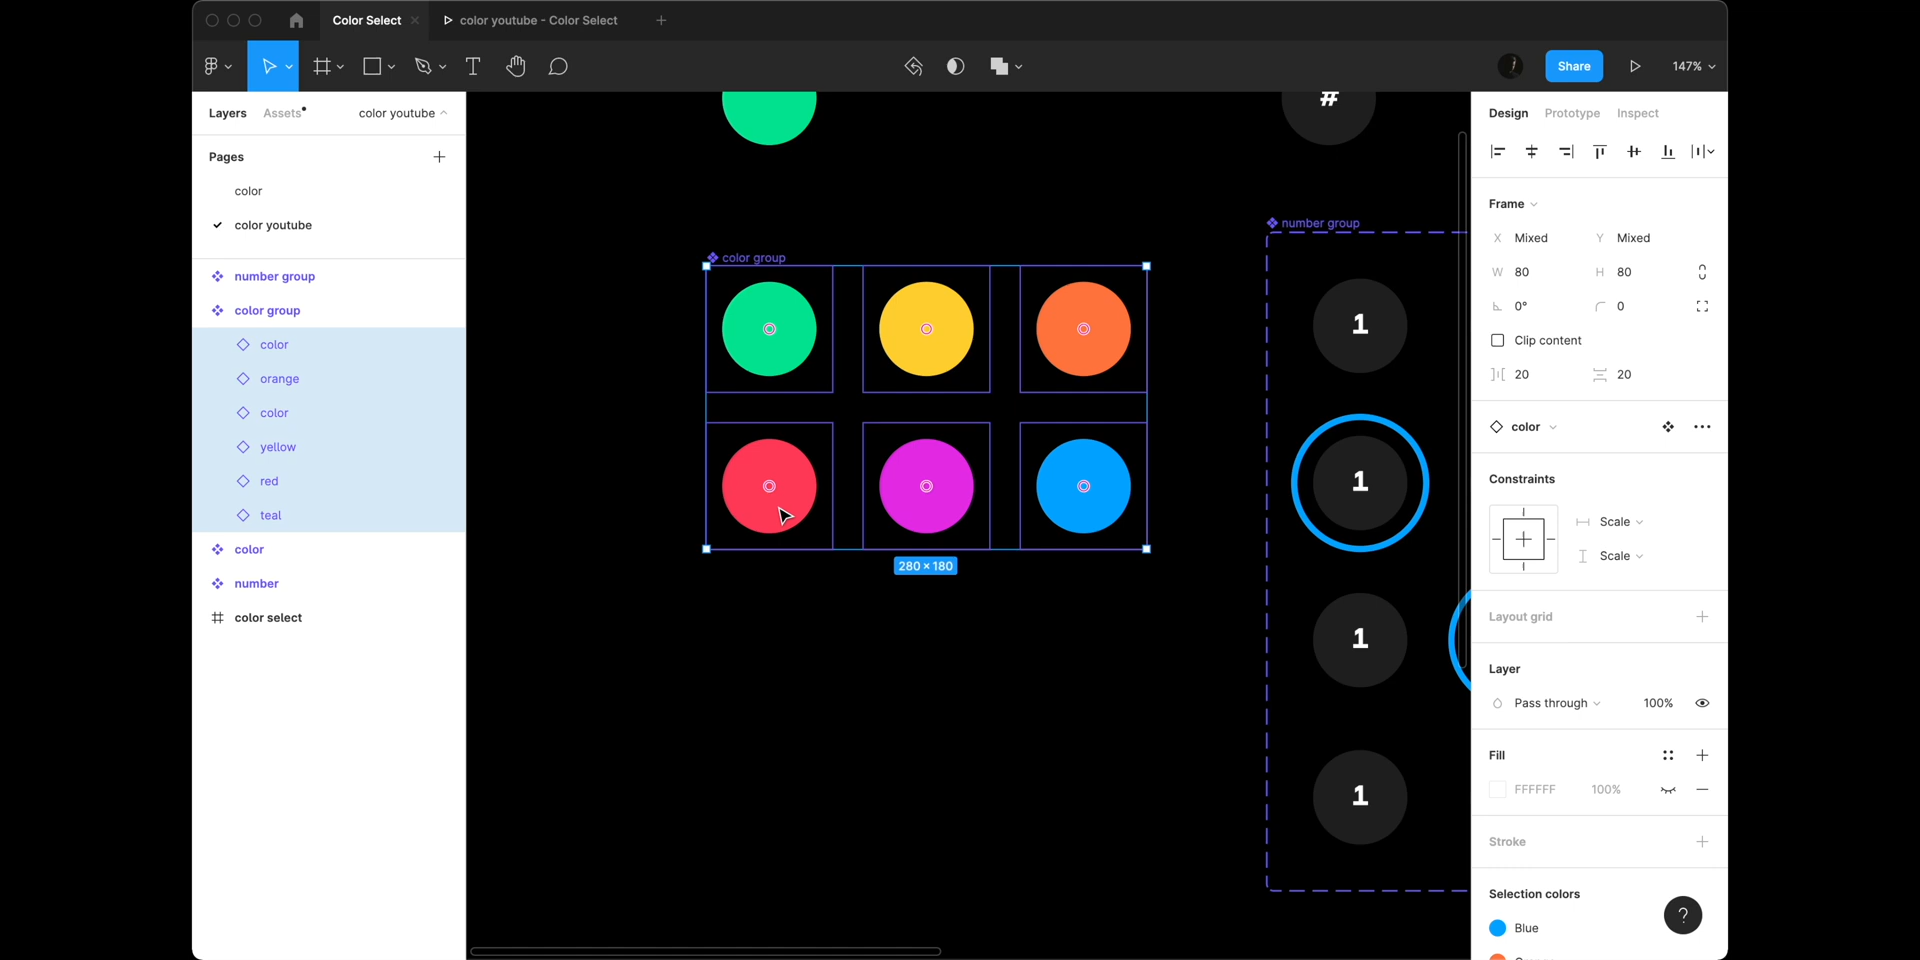 Color Select
color youtube - Color Select
Share
147%
Layers
Assets
color youtube
Pages
color
color youtube
number group
color group
color
orange
color
yellow
red
teal
color
number
color select
#
color group
280 × 180
number group
1
1
1
1
Design
Prototype
Inspect
Frame
X Mixed
Y Mixed
W 80
H 80
0°
0
Clip content
20
20
color
Constraints
Scale
Scale
Layout grid
Layer
Pass through
100%
Fill
FFFFFF
100%
Stroke
Selection colors
Blue
?